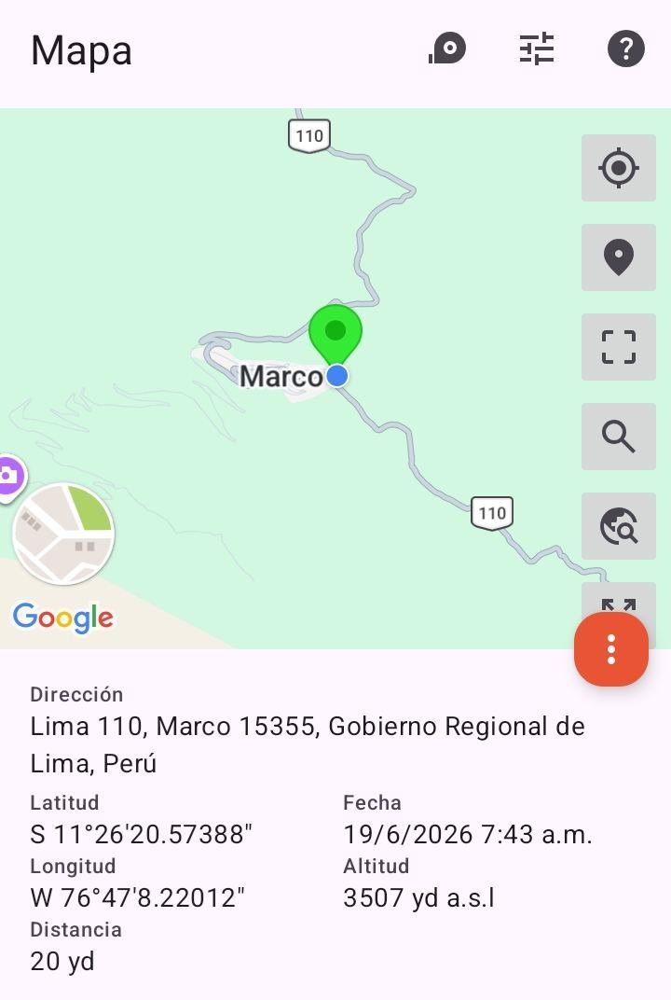 Mapa
110
Marco
110
Google
Dirección
Lima 110, Marco 15355, Gobierno Regional de
Lima, Perú
Latitud
S 11°26'20.57388"
Fecha
19/6/2026 7:43 a.m.
Longitud
W 76°47'8.22012"
Altitud
3507 yd a.s.l
Distancia
20 yd